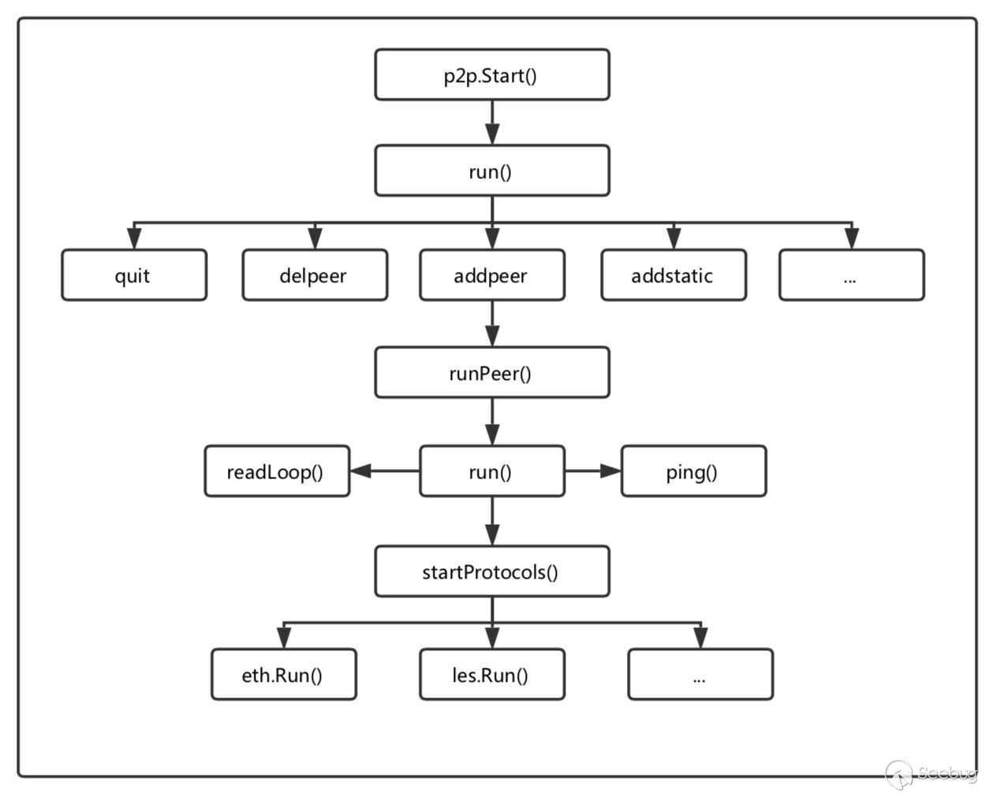 p2p.Start()
run()
quit
delpeer
addpeer
addstatic
...
runPeer()
readLoop()
run()
ping()
startProtocols()
eth.Run()
les.Run()
...
Seebug